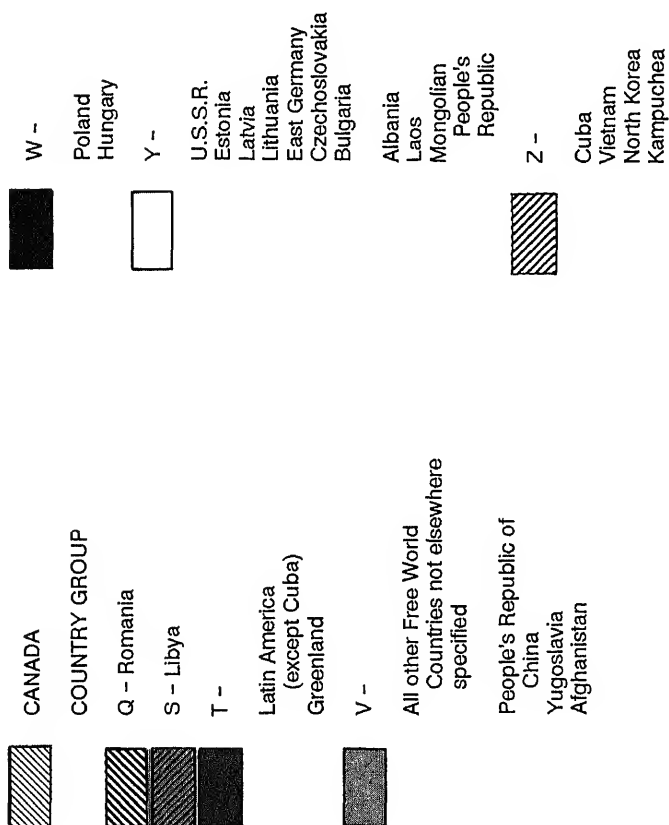 CANADA
COUNTRY GROUP
Q – Romania
S – Libya
T –
Latin America
(except Cuba)
Greenland
V –
All other Free World
Countries not elsewhere
specified
People's Republic of
China
Yugoslavia
Afghanistan
W –
Poland
Hungary
Y –
U.S.S.R.
Estonia
Latvia
Lithuania
East Germany
Czechoslovakia
Bulgaria
Albania
Laos
Mongolian
People's
Republic
Z –
Cuba
Vietnam
North Korea
Kampuchea